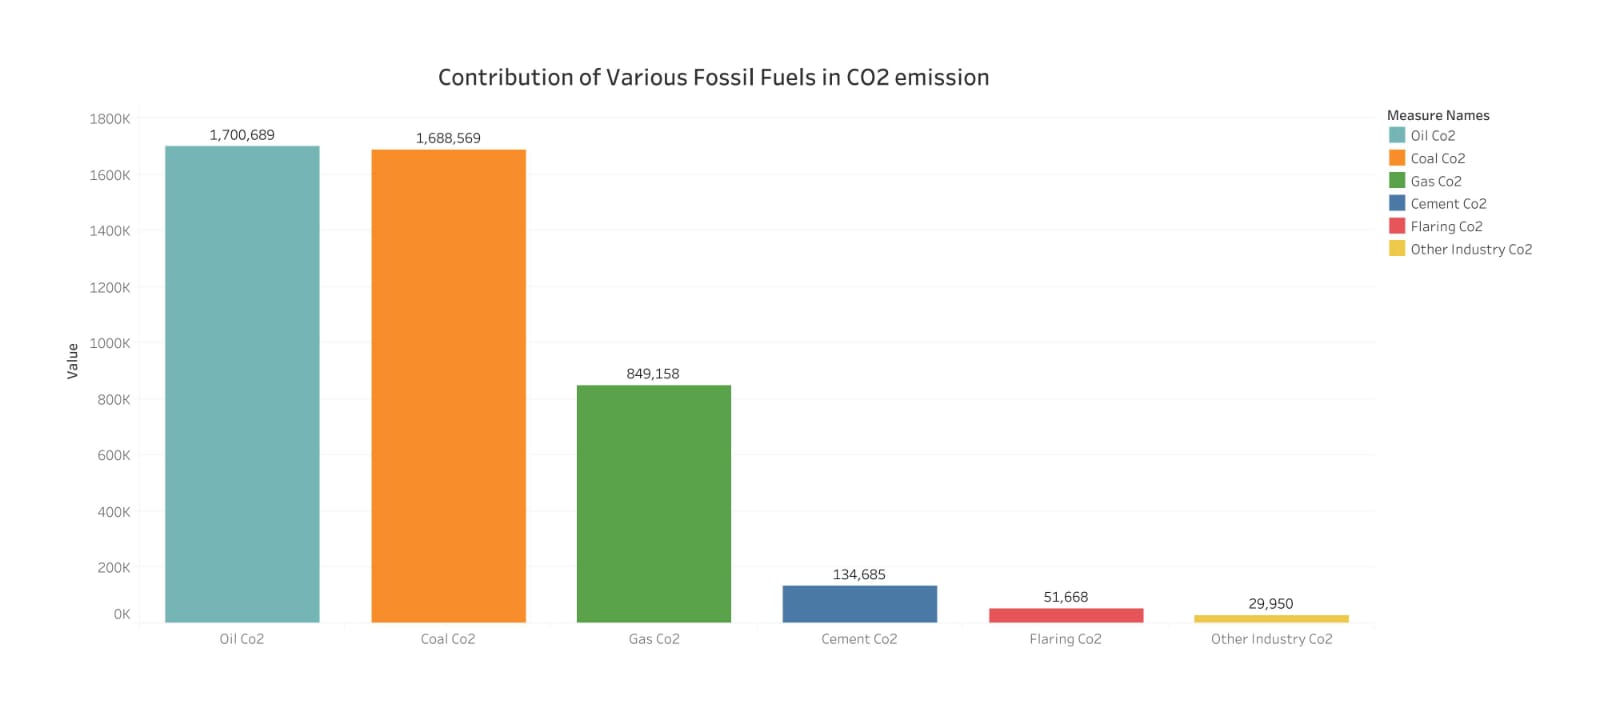 Contribution of Various Fossil Fuels in CO2 emission
Measure Names
Oil Co2
Coal Co2
Gas Co2
Cement Co2
Flaring Co2
Other Industry Co2
Value
1800K
1600K
1400K
1200K
1000K
800K
600K
400K
200K
0K
1,700,689
1,688,569
849,158
134,685
51,668
29,950
Oil Co2
Coal Co2
Gas Co2
Cement Co2
Flaring Co2
Other Industry Co2